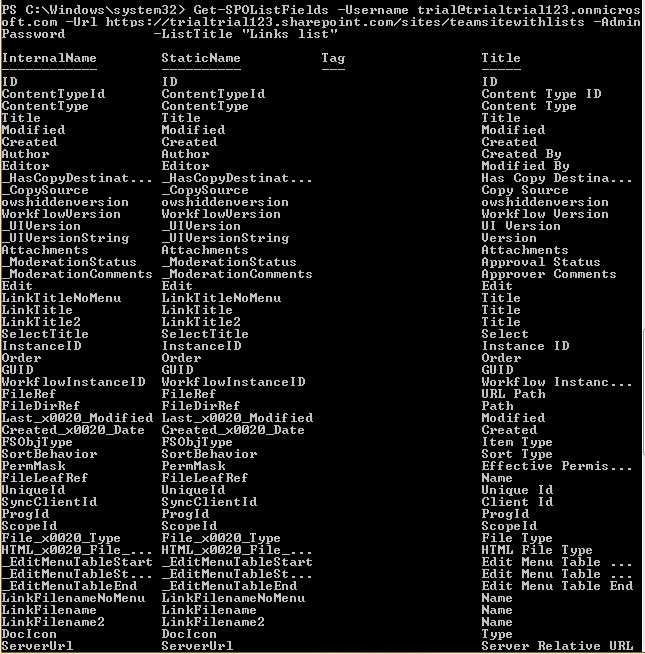 PS C:\Windows\system32> Get-SPOListFields -Username trial@trialtrial123.onmicros
oft.com -Url https://trialtrial123.sharepoint.com/sites/teamsitewithlists -Admin
Password -ListTitle "Links list"
InternalName StaticName Tag Title
------------ ---------- --- -----
ID ID ID
ContentTypeId ContentTypeId Content Type ID
ContentType ContentType Content Type
Title Title Title
Modified Modified Modified
Created Created Created
Author Author Created By
Editor Editor Modified By
_HasCopyDestinat... _HasCopyDestinat... Has Copy Destina...
_CopySource _CopySource Copy Source
owshiddenversion owshiddenversion owshiddenversion
WorkflowVersion WorkflowVersion Workflow Version
_UIVersion _UIVersion UI Version
_UIVersionString _UIVersionString Version
Attachments Attachments Attachments
_ModerationStatus _ModerationStatus Approval Status
_ModerationComments _ModerationComments Approver Comments
Edit Edit Edit
LinkTitleNoMenu LinkTitleNoMenu Title
LinkTitle LinkTitle Title
LinkTitle2 LinkTitle2 Title
SelectTitle SelectTitle Select
InstanceID InstanceID Instance ID
Order Order Order
GUID GUID GUID
WorkflowInstanceID WorkflowInstanceID Workflow Instanc...
FileRef FileRef URL Path
FileDirRef FileDirRef Path
Last_x0020_Modified Last_x0020_Modified Modified
Created_x0020_Date Created_x0020_Date Created
FSObjType FSObjType Item Type
SortBehavior SortBehavior Sort Type
PermMask PermMask Effective Permis...
FileLeafRef FileLeafRef Name
UniqueId UniqueId Unique Id
SyncClientId SyncClientId Client Id
ProgId ProgId ProgId
ScopeId ScopeId ScopeId
File_x0020_Type File_x0020_Type File Type
HTML_x0020_File_... HTML_x0020_File_... HTML File Type
_EditMenuTableStart _EditMenuTableStart Edit Menu Table ...
_EditMenuTableSt... _EditMenuTableSt... Edit Menu Table ...
_EditMenuTableEnd _EditMenuTableEnd Edit Menu Table End
LinkFilenameNoMenu LinkFilenameNoMenu Name
LinkFilename LinkFilename Name
LinkFilename2 LinkFilename2 Name
DocIcon DocIcon Type
ServerUrl ServerUrl Server Relative URL